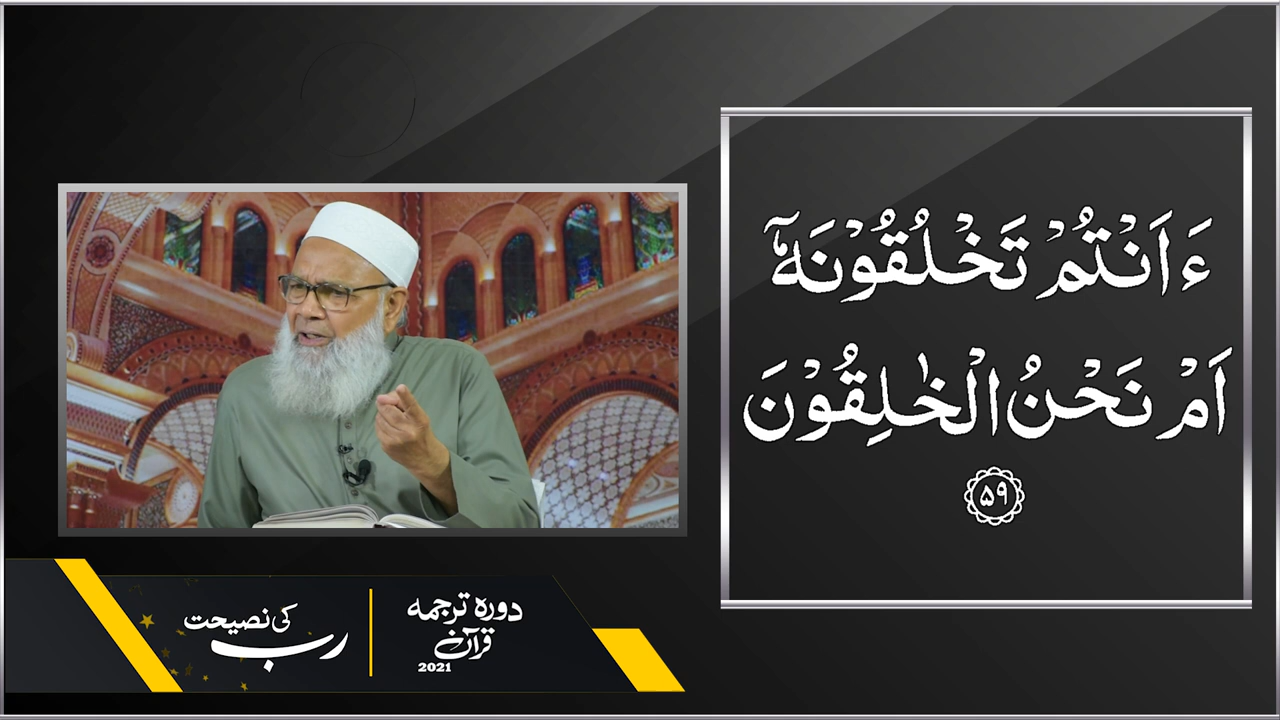 ءَاَنْتُمْ تَخْلُقُوْنَهٗۤ
اَمْ نَحْنُ الْخٰلِقُوْنَ
۵۹
دورہ ترجمہ
قرآن
2021
رب کی نصیحت